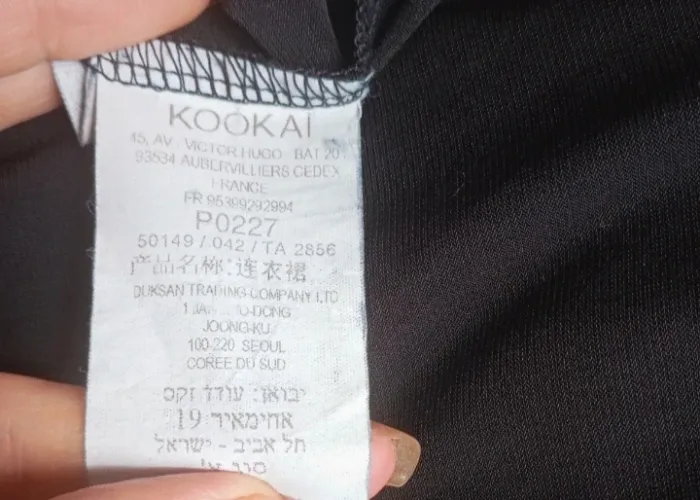 KOOKAI
45, AV. VICTOR HUGO BAT 20
93534 AUBERVILLIERS CEDEX
FRANCE
FR 95399292994
P0227
50149 / 042 / TA 2856
产品名称:连衣裙
DUKSAN TRADING COMPANY LTD
JOONG-KU
100-220 SEOUL
COREE DU SUD
יבואן: עודד זקס
אחימאיר 19
תל אביב - ישראל
סוג א'